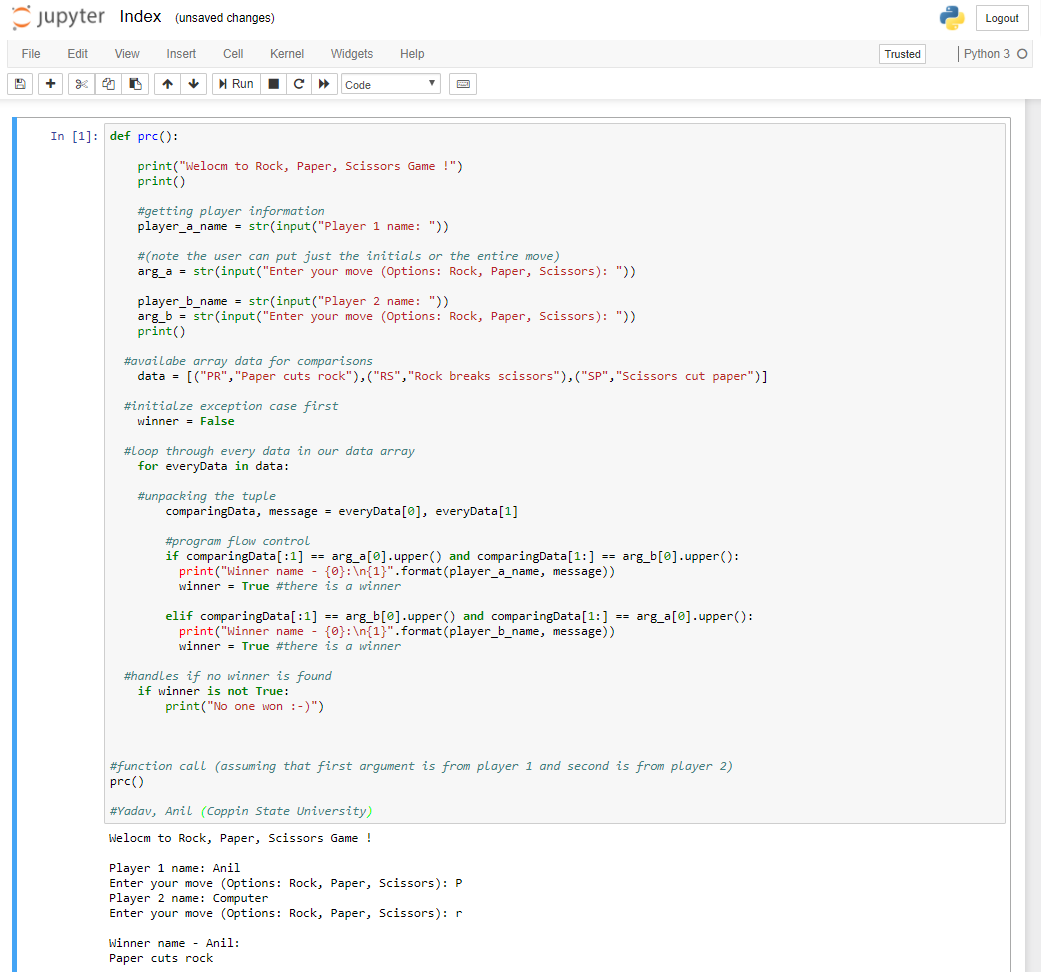 jupyter Index (unsaved changes) Logout
File Edit View Insert Cell Kernel Widgets Help Trusted Python 3
Run Code
In [1]: def prc():
print("Welocm to Rock, Paper, Scissors Game !")
print()
#getting player information
player_a_name = str(input("Player 1 name: "))
#(note the user can put just the initials or the entire move)
arg_a = str(input("Enter your move (Options: Rock, Paper, Scissors): "))
player_b_name = str(input("Player 2 name: "))
arg_b = str(input("Enter your move (Options: Rock, Paper, Scissors): "))
print()
#availabe array data for comparisons
data = [("PR","Paper cuts rock"),("RS","Rock breaks scissors"),("SP","Scissors cut paper")]
#initialze exception case first
winner = False
#loop through every data in our data array
for everyData in data:
#unpacking the tuple
comparingData, message = everyData[0], everyData[1]
#program flow control
if comparingData[:1] == arg_a[0].upper() and comparingData[1:] == arg_b[0].upper():
print("Winner name - {0}:\n{1}".format(player_a_name, message))
winner = True #there is a winner
elif comparingData[:1] == arg_b[0].upper() and comparingData[1:] == arg_a[0].upper():
print("Winner name - {0}:\n{1}".format(player_b_name, message))
winner = True #there is a winner
#handles if no winner is found
if winner is not True:
print("No one won :-)")
#function call (assuming that first argument is from player 1 and second is from player 2)
prc()
#Yadav, Anil (Coppin State University)
Welocm to Rock, Paper, Scissors Game !
Player 1 name: Anil
Enter your move (Options: Rock, Paper, Scissors): P
Player 2 name: Computer
Enter your move (Options: Rock, Paper, Scissors): r
Winner name - Anil:
Paper cuts rock